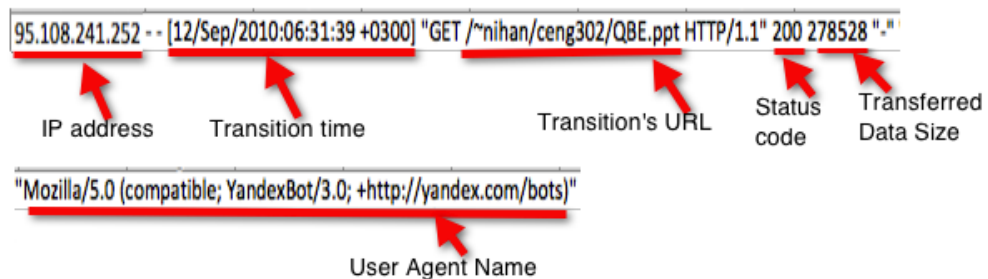 95.108.241.252 - - [12/Sep/2010:06:31:39 +0300] "GET /~nihan/ceng302/QBE.ppt HTTP/1.1" 200 278528 "-" "
IP address
Transition time
Transition's URL
Status code
Transferred Data Size
"Mozilla/5.0 (compatible; YandexBot/3.0; +http://yandex.com/bots)"
User Agent Name